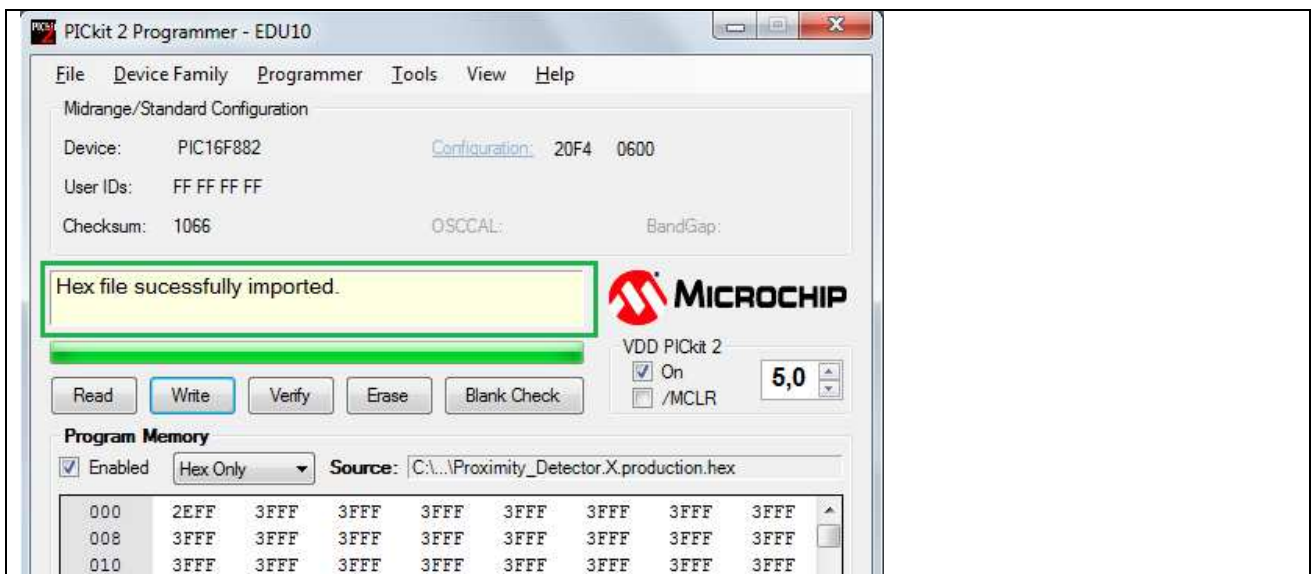 PICkit 2 Programmer - EDU10
File Device Family Programmer Tools View Help
Midrange/Standard Configuration
Device: PIC16F882 Configuration: 20F4 0600
User IDs: FF FF FF FF
Checksum: 1066 OSCCAL: BandGap:
Hex file sucessfully imported.
MICROCHIP
VDD PICkit 2
On
/MCLR
5,0
Read Write Verify Erase Blank Check
Program Memory
Enabled Hex Only Source: C:\...\Proximity_Detector.X.production.hex
000 2EFF 3FFF 3FFF 3FFF 3FFF 3FFF 3FFF 3FFF
008 3FFF 3FFF 3FFF 3FFF 3FFF 3FFF 3FFF 3FFF
010 3FFF 3FFF 3FFF 3FFF 3FFF 3FFF 3FFF 3FFF